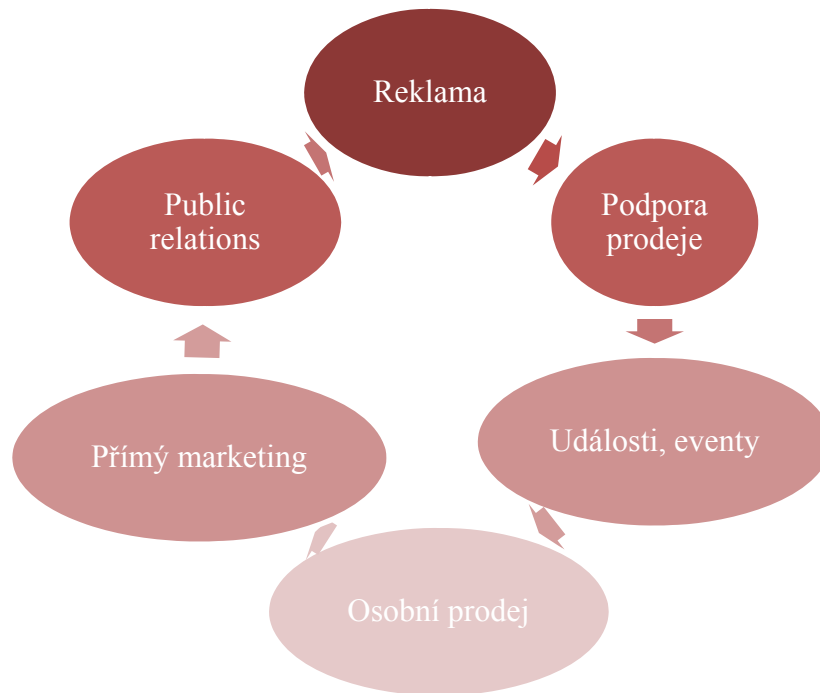 Reklama
Public
relations
Podpora
prodeje
Přímý marketing
Události, eventy
Osobní prodej